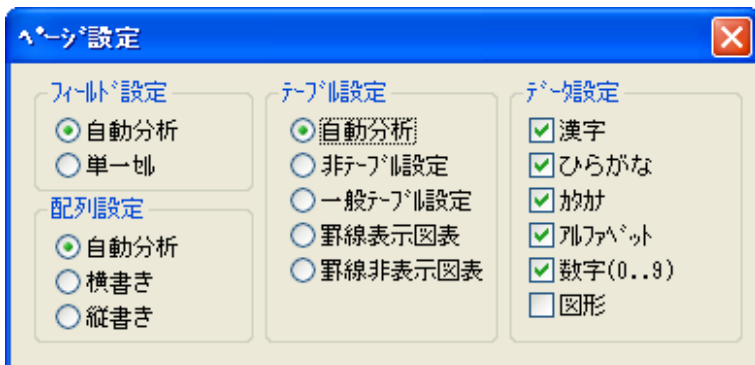 ﾍﾟｰｼﾞ設定
ﾌｨｰﾙﾄﾞ設定
自動分析
単一ｾﾙ
配列設定
自動分析
横書き
縦書き
ﾃｰﾌﾞﾙ設定
自動分析
非ﾃｰﾌﾞﾙ設定
一般ﾃｰﾌﾞﾙ設定
罫線表示図表
罫線非表示図表
ﾃﾞｰﾀ設定
漢字
ひらがな
ｶﾀｶﾅ
ｱﾙﾌｧﾍﾞｯﾄ
数字(0..9)
図形